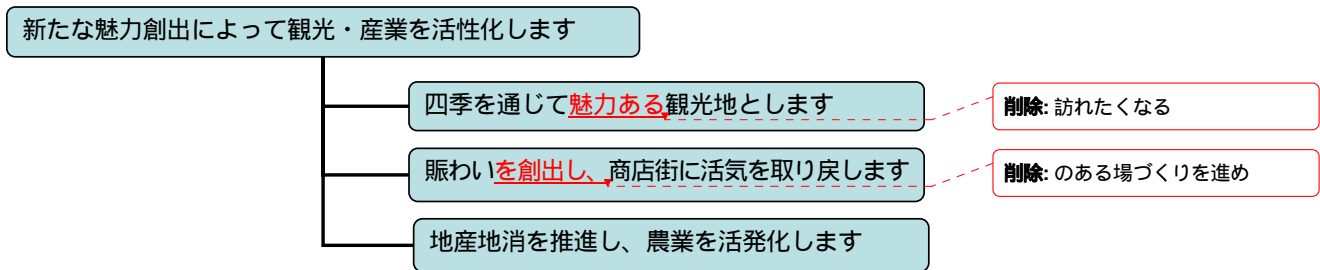 新たな魅力創出によって観光・産業を活性化します
四季を通じて魅力ある観光地とします
削除: 訪れたくなる
賑わいを創出し、商店街に活気を取り戻します
削除: のある場づくりを進め
地産地消を推進し、農業を活発化します